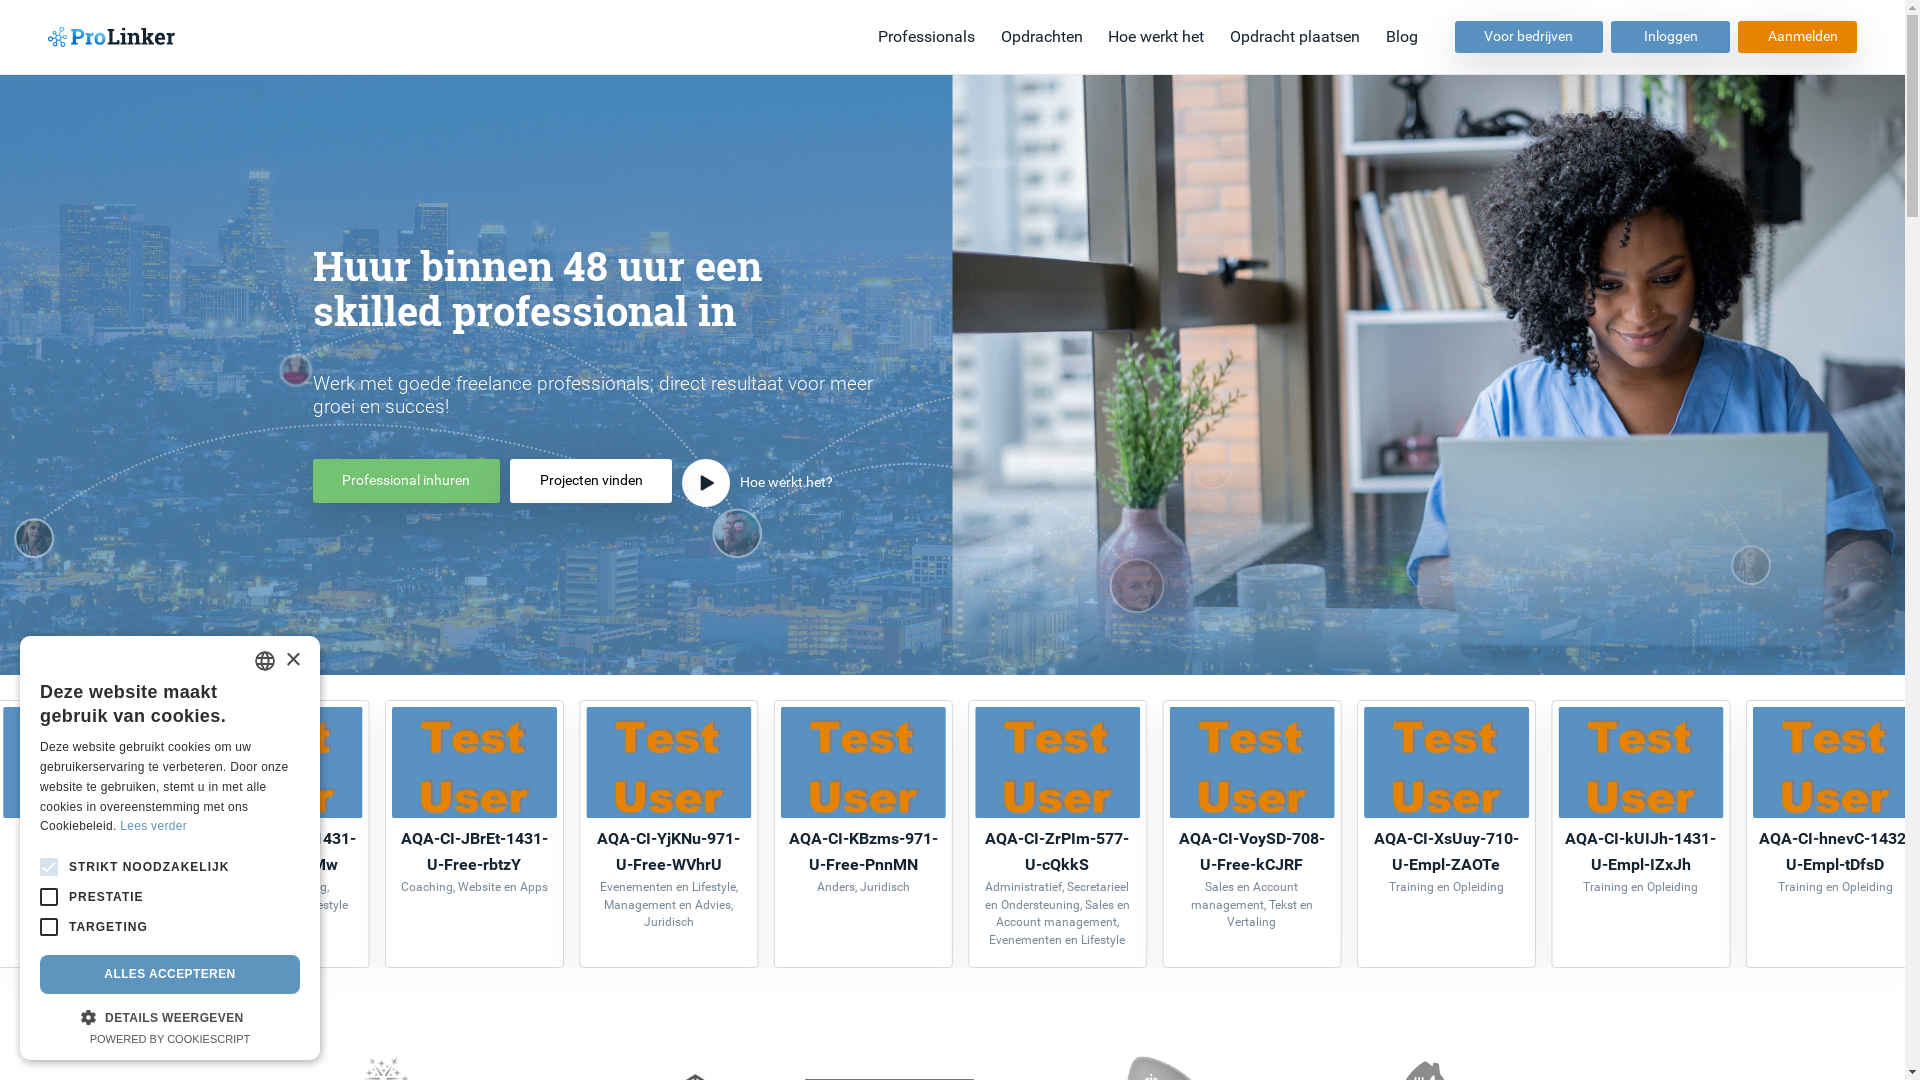 ProLinker
Professionals
Opdrachten
Hoe werkt het
Opdracht plaatsen
Blog
Voor bedrijven
Inloggen
Aanmelden
Huur binnen 48 uur een
skilled professional in
Werk met goede freelance professionals; direct resultaat voor meer
groei en succes!
Professional inhuren
Projecten vinden
Hoe werkt het?
Deze website maakt
gebruik van cookies.
Deze website gebruikt cookies om uw
gebruikerservaring te verbeteren. Door onze
website te gebruiken, stemt u in met alle
cookies in overeenstemming met ons
Cookiebeleid. Lees verder
STRIKT NOODZAKELIJK
PRESTATIE
TARGETING
ALLES ACCEPTEREN
DETAILS WEERGEVEN
POWERED BY COOKIESCRIPT
Test
User
AQA-CI-JBrEt-1431-
U-Free-rbtzY
Coaching, Website en Apps
Test
User
AQA-CI-YjKNu-971-
U-Free-WVhrU
Evenementen en Lifestyle,
Management en Advies,
Juridisch
Test
User
AQA-CI-KBzms-971-
U-Free-PnnMN
Anders, Juridisch
Test
User
AQA-CI-ZrPIm-577-
U-cQkkS
Administratief, Secretarieel
en Ondersteuning, Sales en
Account management,
Evenementen en Lifestyle
Test
User
AQA-CI-VoySD-708-
U-Free-kCJRF
Sales en Account
management, Tekst en
Vertaling
Test
User
AQA-CI-XsUuy-710-
U-Empl-ZAOTe
Training en Opleiding
Test
User
AQA-CI-kUIJh-1431-
U-Empl-IZxJh
Training en Opleiding
Test
User
AQA-CI-hnevC-1432
U-Empl-tDfsD
Training en Opleiding